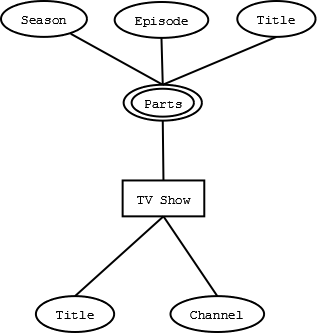 Season
Episode
Title
Parts
TV Show
Title
Channel